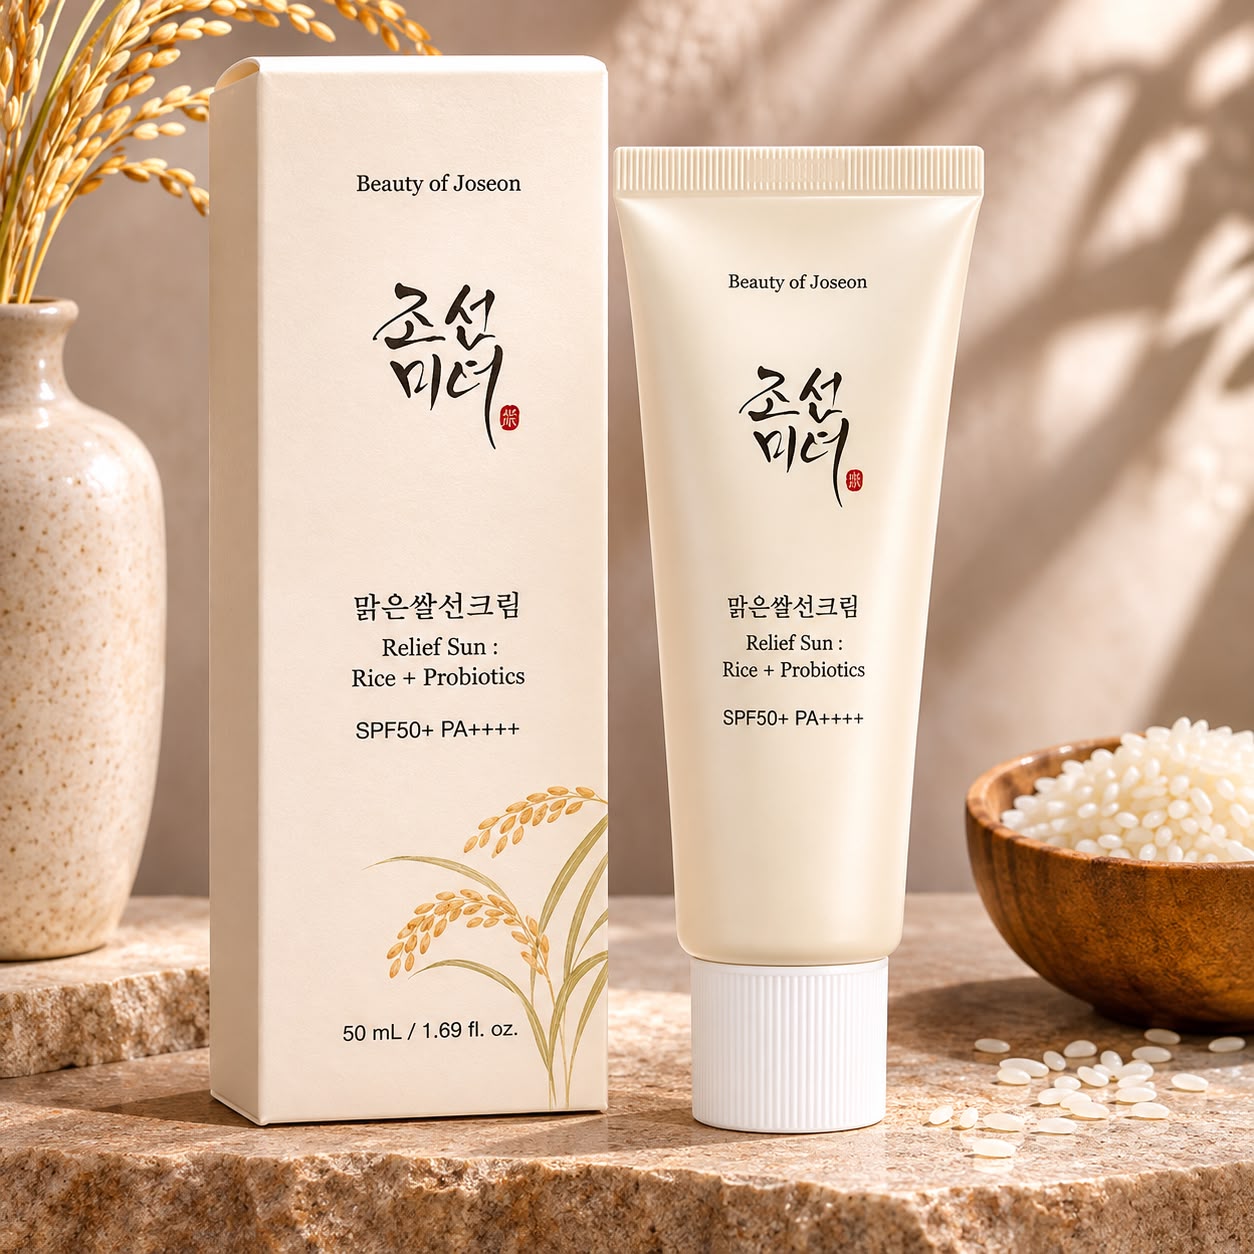 Beauty of Joseon
조선
미녀
맑은쌀선크림
Relief Sun :
Rice + Probiotics
SPF50+ PA++++
50 mL / 1.69 fl. oz.
Beauty of Joseon
조선
미녀
맑은쌀선크림
Relief Sun :
Rice + Probiotics
SPF50+ PA++++